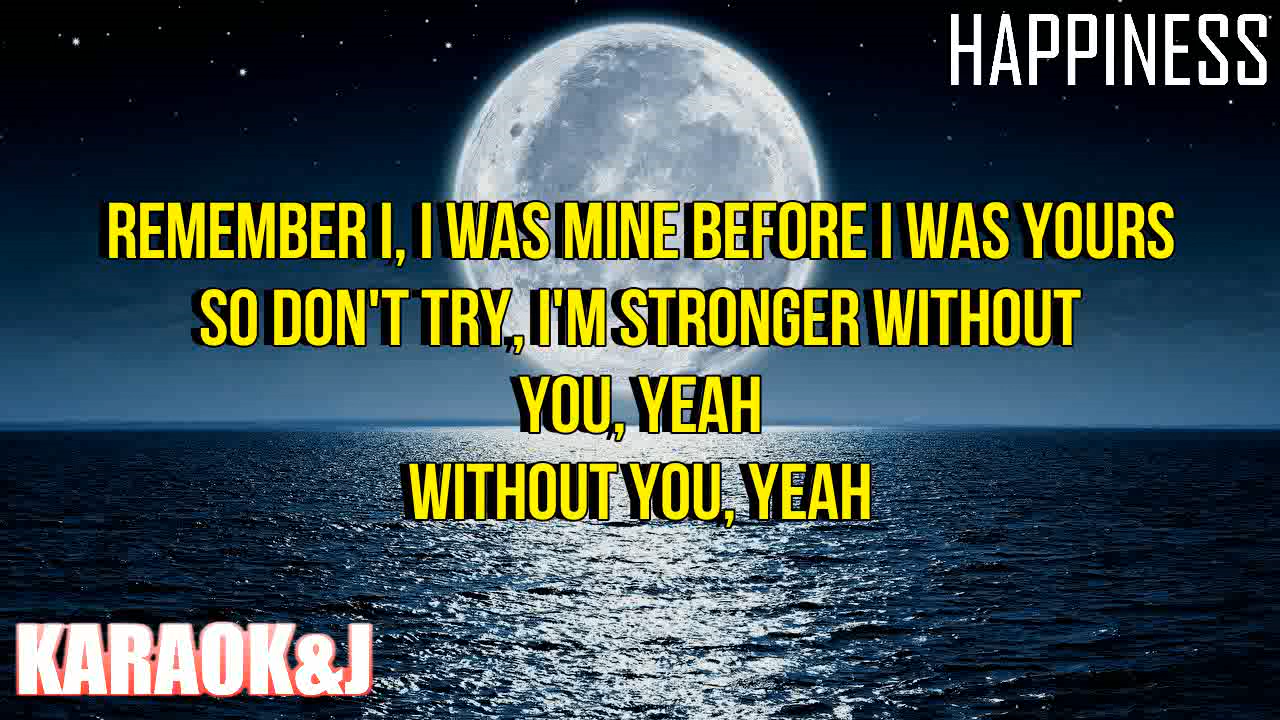 HAPPINESS
REMEMBER I, I WAS MINE BEFORE I WAS YOURS
SO DON'T TRY, I'M STRONGER WITHOUT
YOU, YEAH
WITHOUT YOU, YEAH
KARAOK&J